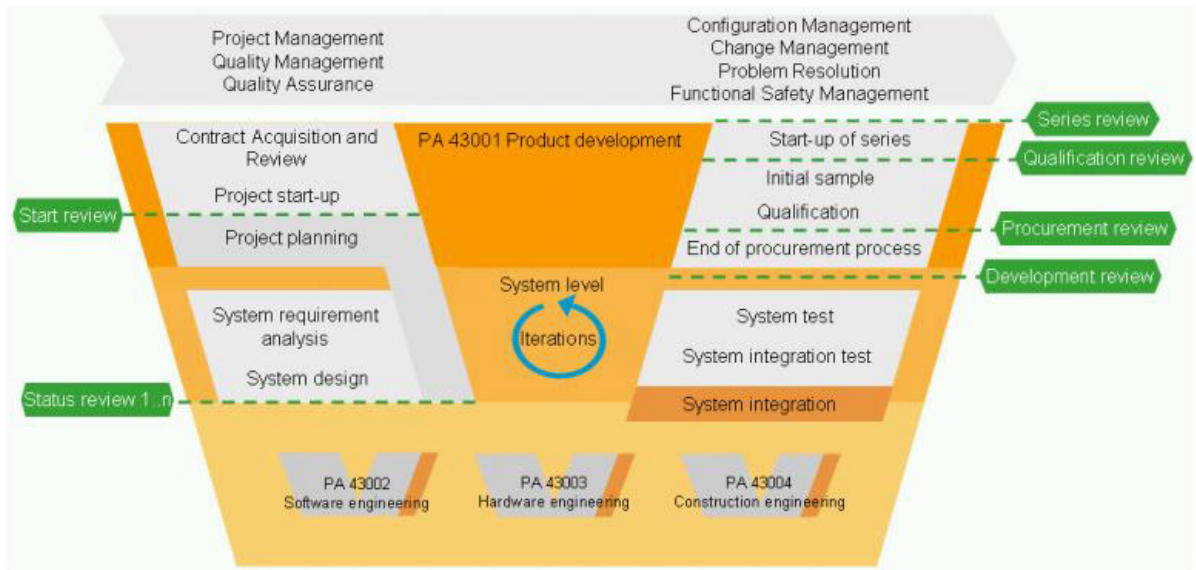 Project Management
Quality Management
Quality Assurance
Configuration Management
Change Management
Problem Resolution
Functional Safety Management
Contract Acquisition and
Review
Project start-up
Project planning
PA 43001 Product development
Start-up of series
Initial sample
Qualification
End of procurement process
Series review
Qualification review
Procurement review
Development review
Start review
System level
Iterations
System requirement
analysis
System design
System test
System integration test
System integration
Status review 1..n
PA 43002
Software engineering
PA 43003
Hardware engineering
PA 43004
Construction engineering